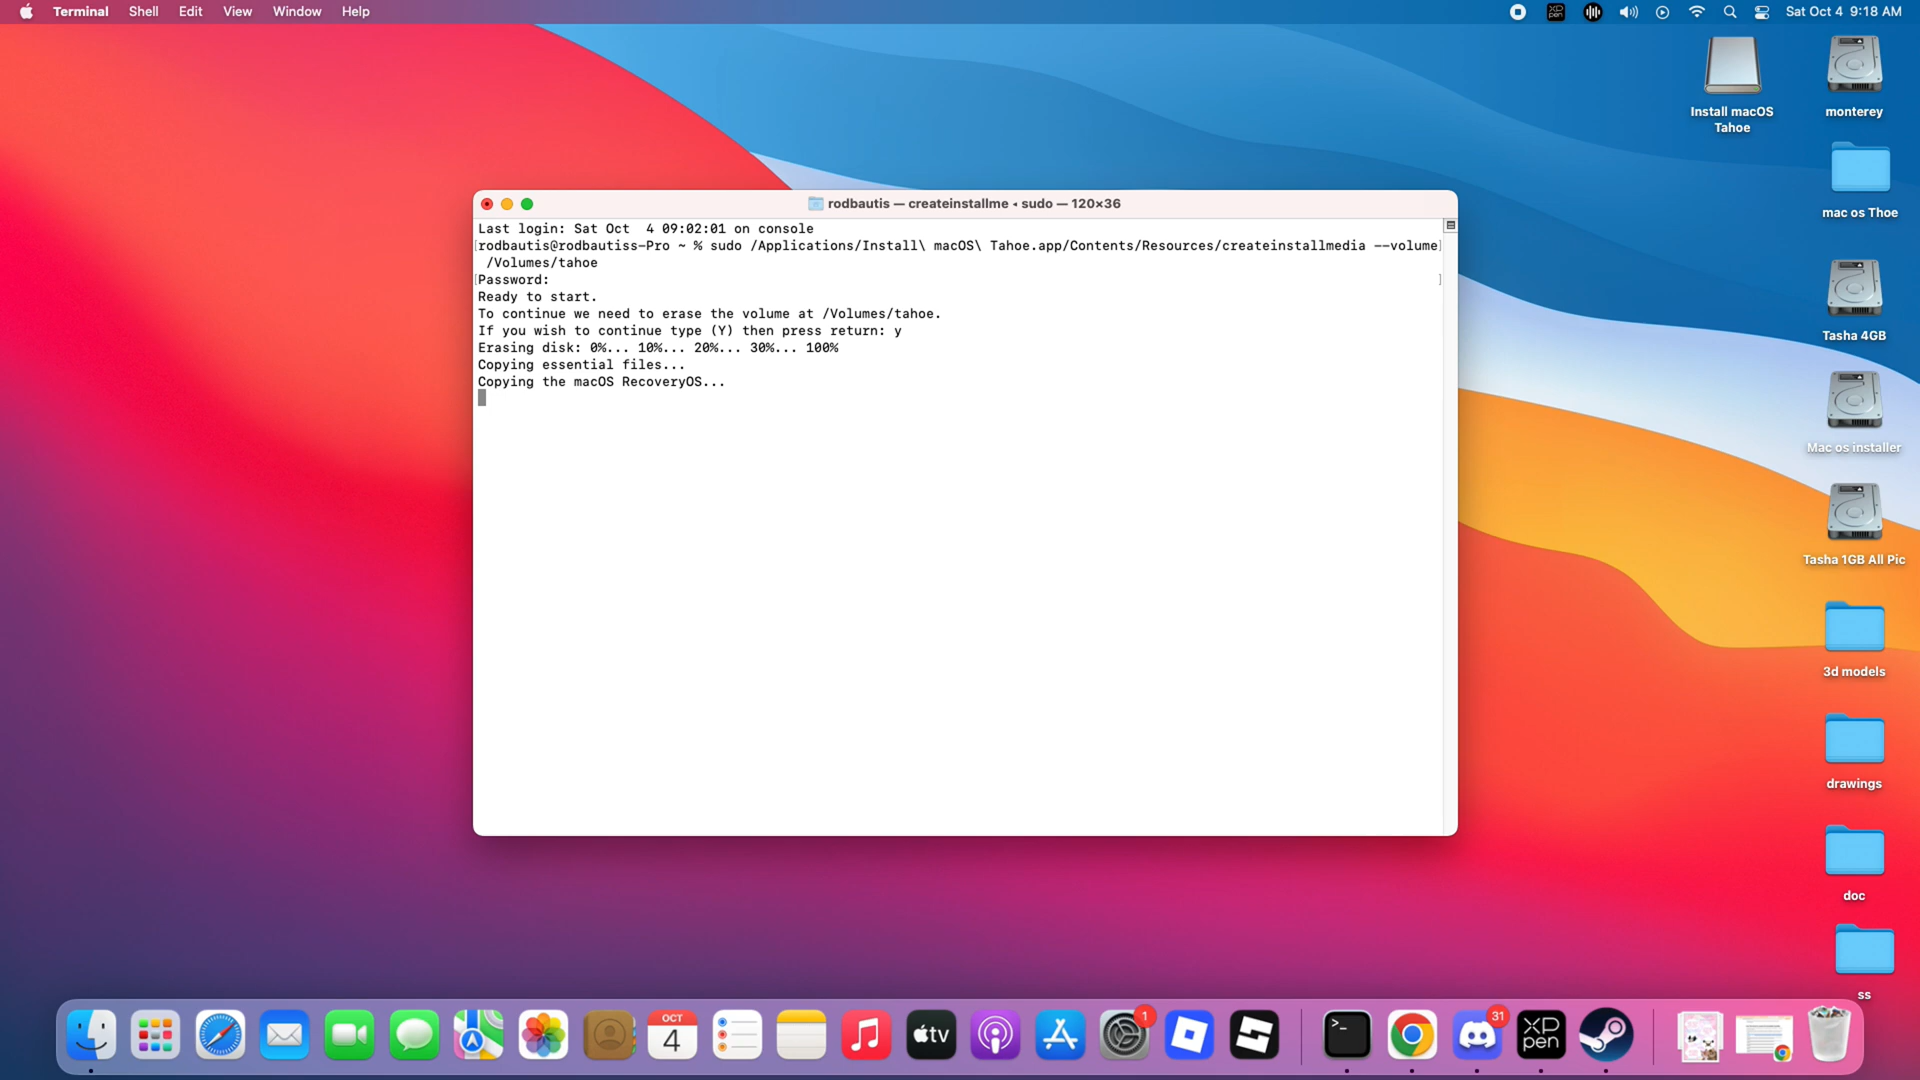 Terminal Shell Edit View Window Help
XP pen
Sat Oct 4 9:18 AM
Install macOS
Tahoe
monterey
mac os Thoe
Tasha 4GB
Mac os installer
Tasha 1GB All Pic
3d models
drawings
doc
ss
rodbautis — createinstallme ◂ sudo — 120×36
Last login: Sat Oct  4 09:02:01 on console
[rodbautis@rodbautiss-Pro ~ % sudo /Applications/Install\ macOS\ Tahoe.app/Contents/Resources/createinstallmedia --volume]
/Volumes/tahoe
[Password: ]
Ready to start.
To continue we need to erase the volume at /Volumes/tahoe.
If you wish to continue type (Y) then press return: y
Erasing disk: 0%... 10%... 20%... 30%... 100%
Copying essential files...
Copying the macOS RecoveryOS...
OCT
4
tv
1
>_
31
XP
pen